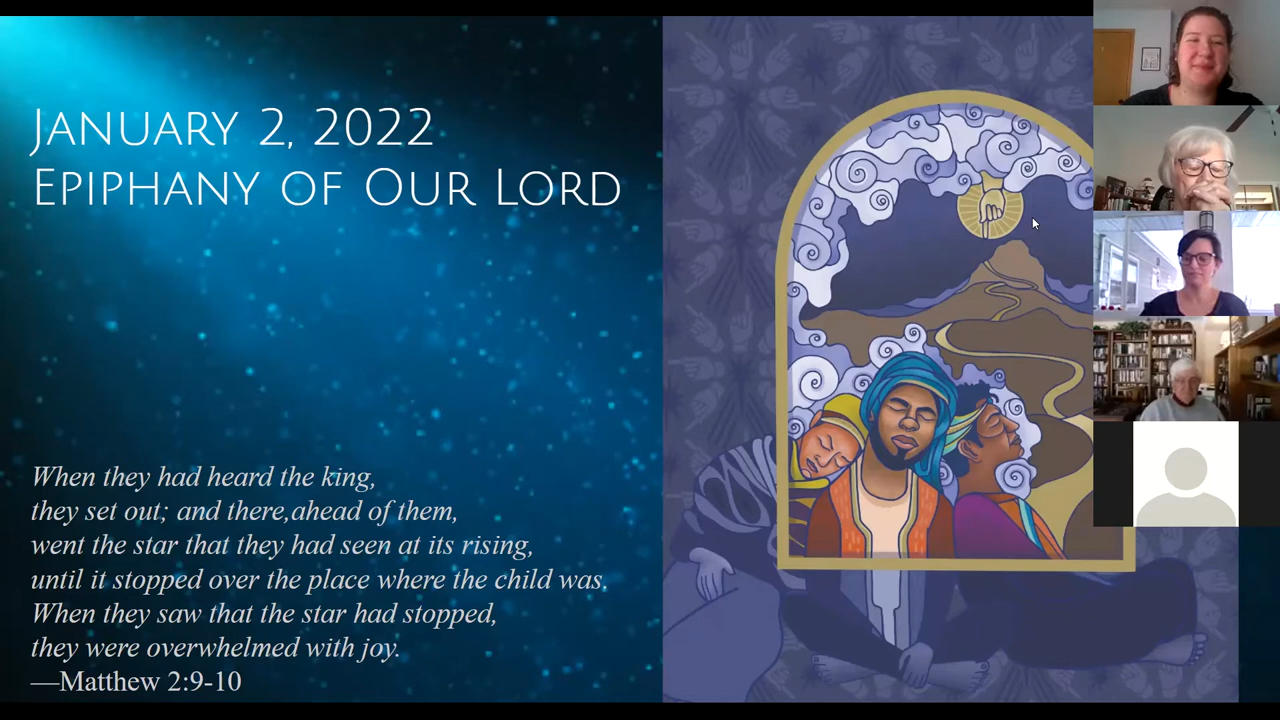 January 2, 2022
Epiphany of Our Lord
When they had heard the king,
they set out; and there,ahead of them,
went the star that they had seen at its rising,
until it stopped over the place where the child was.
When they saw that the star had stopped,
they were overwhelmed with joy.
—Matthew 2:9-10